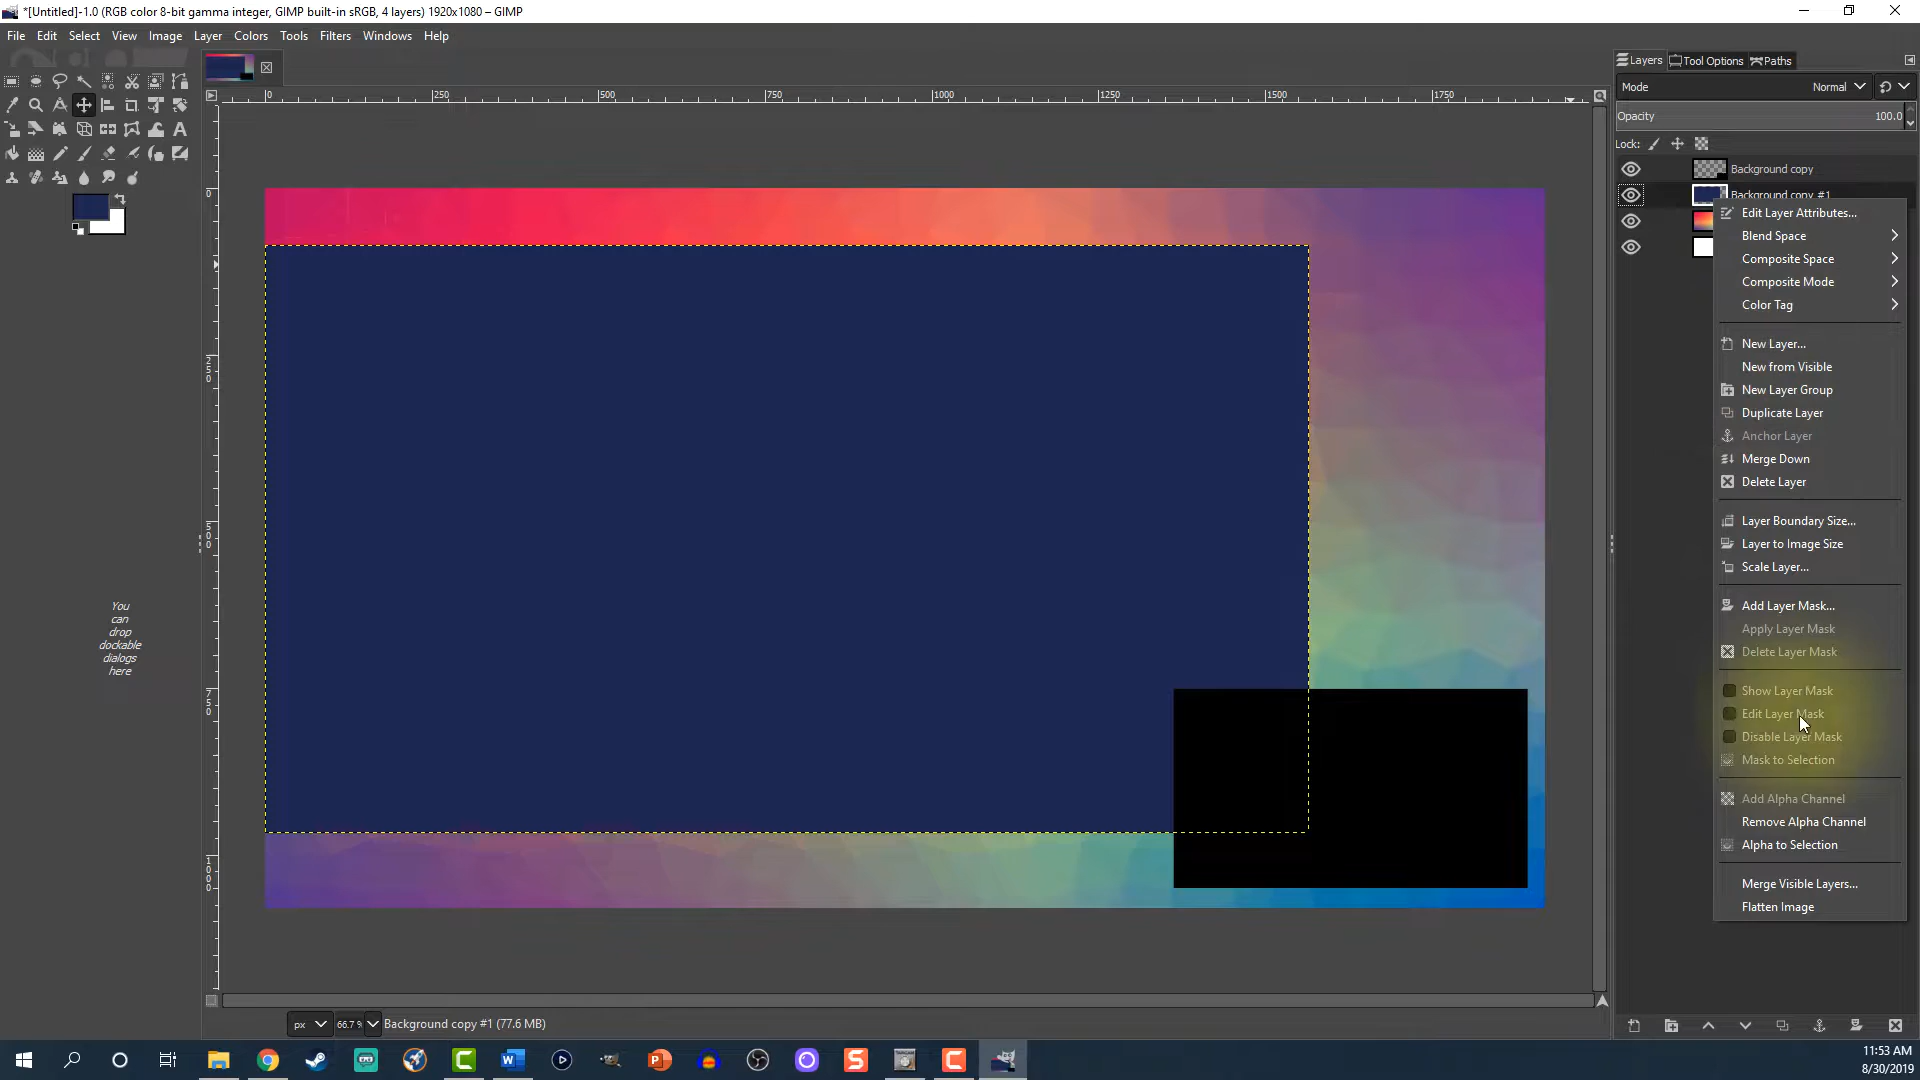 *[Untitled]-1.0 (RGB color 8-bit gamma integer, GIMP built-in sRGB, 4 layers) 1920x1080 – GIMP
File Edit Select View Image Layer Colors Tools Filters Windows Help
Layers Tool Options Paths
Mode Normal
Opacity 100.0
Lock:
0 250 500 750 1000 1250 1500 1750
0
250
500
750
1000
Background copy
Background copy #1
Edit Layer Attributes...
Blend Space
Composite Space
Composite Mode
Color Tag
New Layer...
New from Visible
New Layer Group
Duplicate Layer
Anchor Layer
Merge Down
Delete Layer
Layer Boundary Size...
Layer to Image Size
Scale Layer...
Add Layer Mask...
Apply Layer Mask
Delete Layer Mask
Show Layer Mask
Edit Layer Mask
Disable Layer Mask
Mask to Selection
Add Alpha Channel
Remove Alpha Channel
Alpha to Selection
Merge Visible Layers...
Flatten Image
You
can
drop
dockable
dialogs
here
px 66.7 % Background copy #1 (77.6 MB)
11:53 AM
8/30/2019